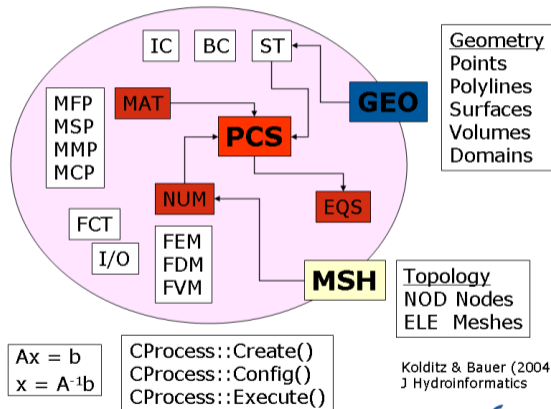 IC
BC
ST
MFP
MSP
MMP
MCP
MAT
PCS
GEO
Geometry
Points
Polylines
Surfaces
Volumes
Domains
NUM
EQS
FCT
I/O
FEM
FDM
FVM
MSH
Topology
NOD Nodes
ELE Meshes
Ax = b
x = A⁻¹b
CProcess::Create()
CProcess::Config()
CProcess::Execute()
Kolditz & Bauer (2004
J Hydroinformatics